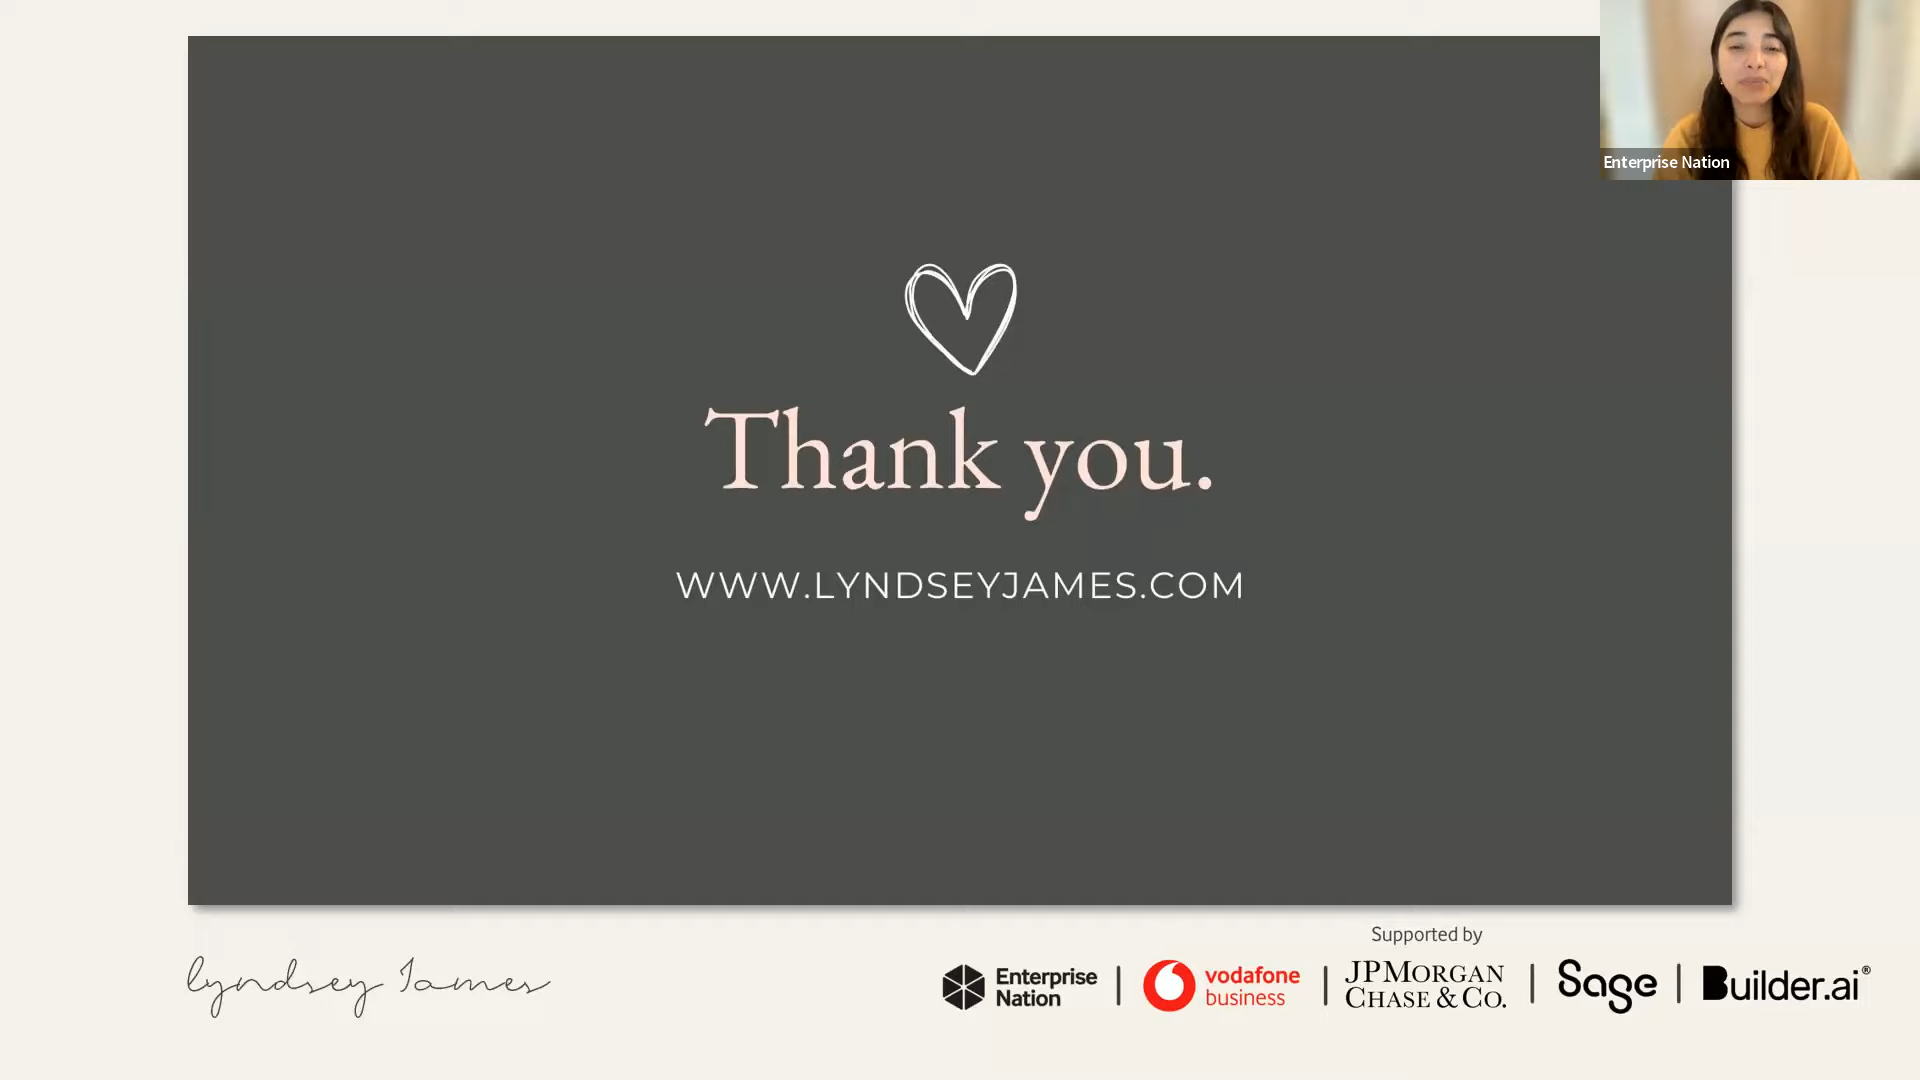 Enterprise Nation
Thank you.
WWW.LYNDSEYJAMES.COM
Supported by
lyndsey James
Enterprise
Nation
vodafone
business
JPMORGAN
CHASE & CO.
Sage
Builder.ai®